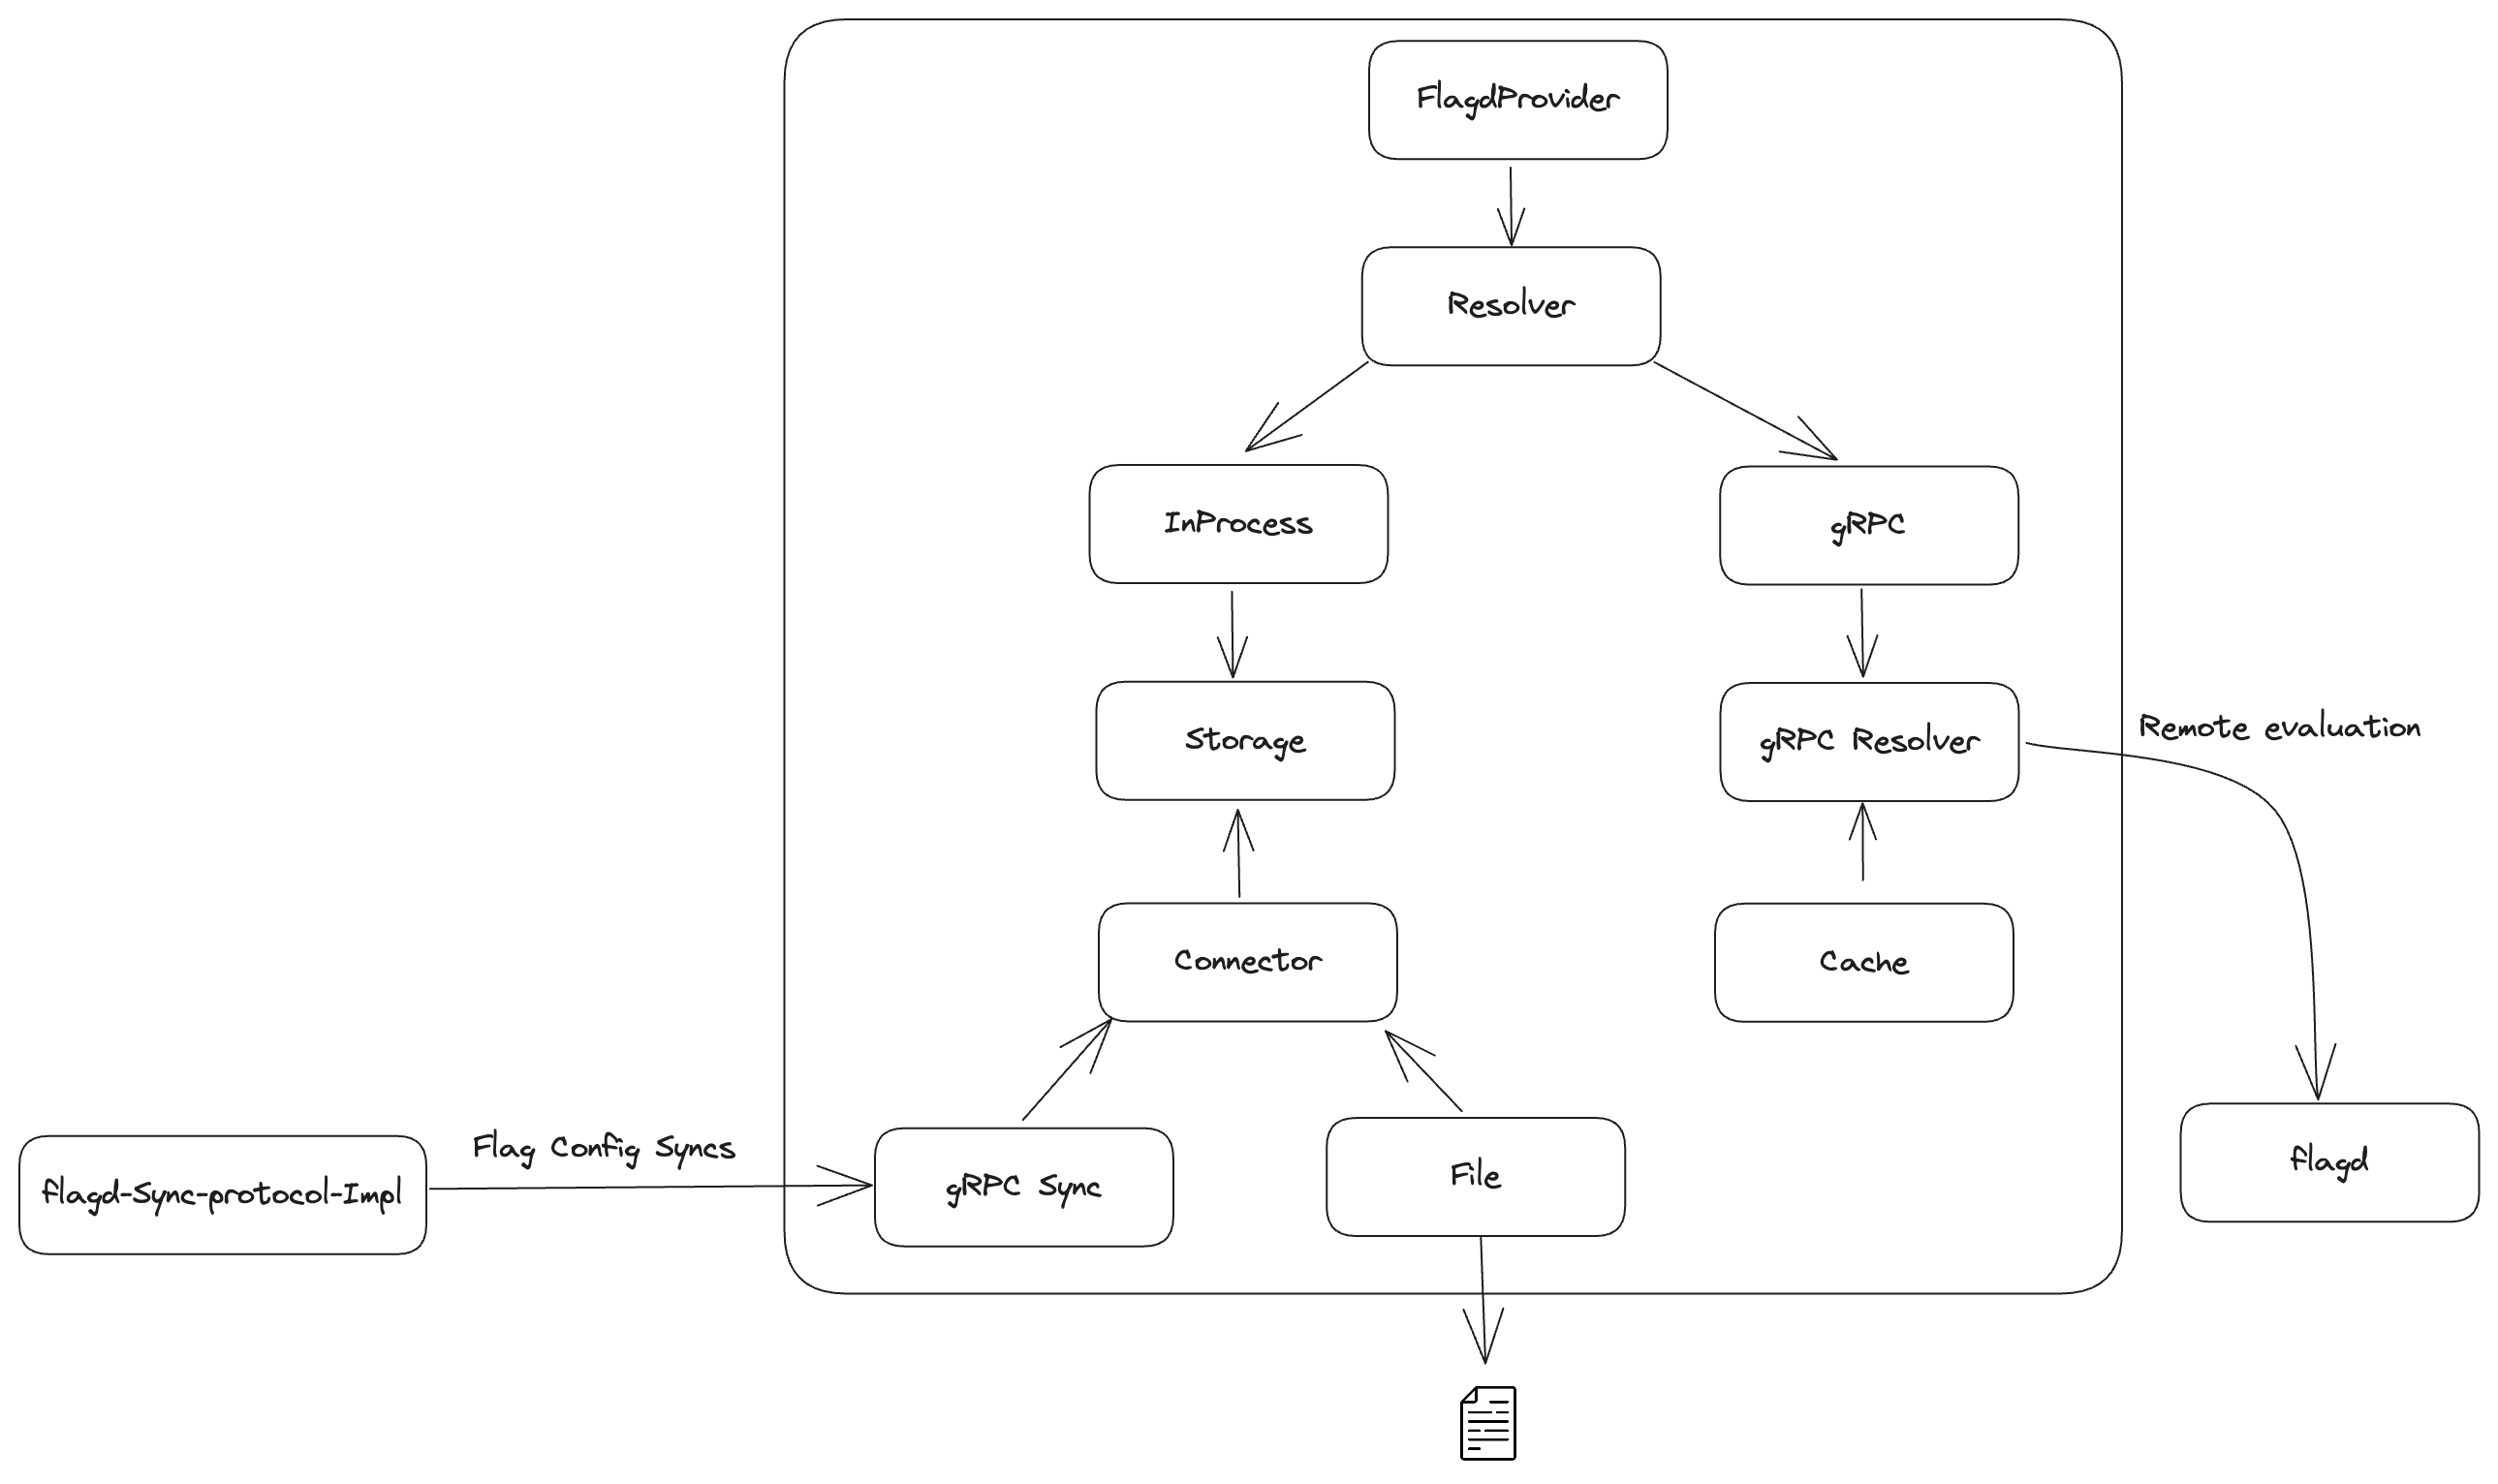 FlagdProvider
Resolver
InProcess
gRPC
Storage
gRPC Resolver
Remote evaluation
Connector
Cache
Flag Config Syncs
flagd-Sync-protocol-Impl
gRPC Sync
File
flagd